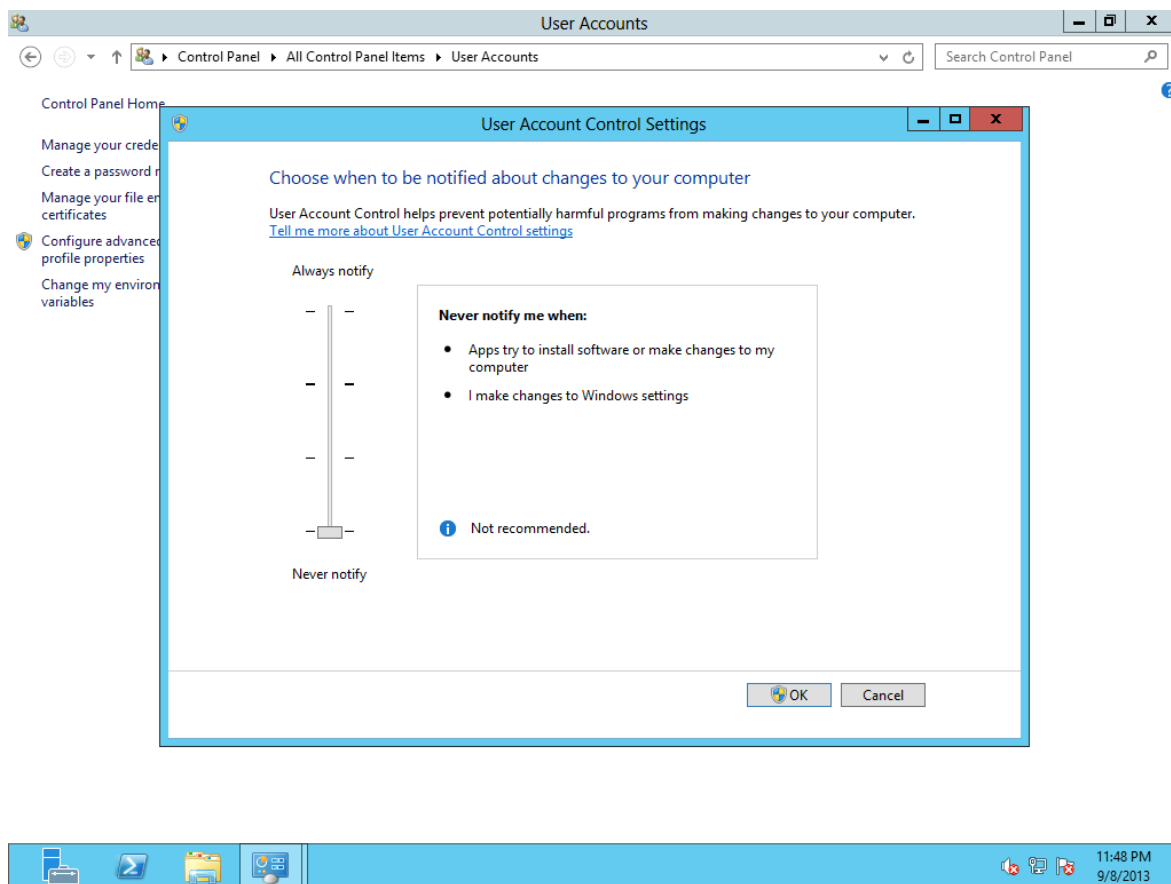 User Accounts
Control Panel All Control Panel Items User Accounts
Search Control Panel
Control Panel Home
Manage your crede
Create a password r
Manage your file en
certificates
Configure advanced
profile properties
Change my environ
variables
User Account Control Settings
Choose when to be notified about changes to your computer
User Account Control helps prevent potentially harmful programs from making changes to your computer.
Tell me more about User Account Control settings
Always notify
Never notify me when:
Apps try to install software or make changes to my
computer
I make changes to Windows settings
Not recommended.
Never notify
OK
Cancel
11:48 PM
9/8/2013